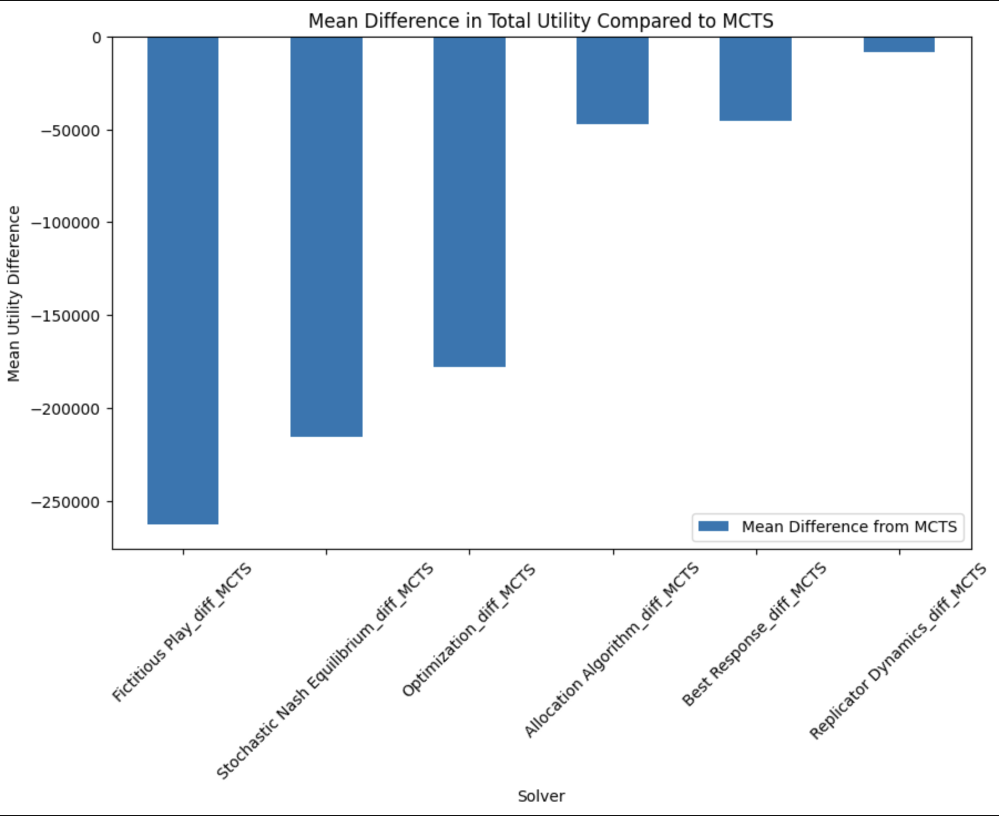 Mean Difference in Total Utility Compared to MCTS
Mean Utility Difference
0
−50000
−100000
−150000
−200000
−250000
Mean Difference from MCTS
Fictitious Play_diff_MCTS
Stochastic Nash Equilibrium_diff_MCTS
Optimization_diff_MCTS
Allocation Algorithm_diff_MCTS
Best Response_diff_MCTS
Replicator Dynamics_diff_MCTS
Solver